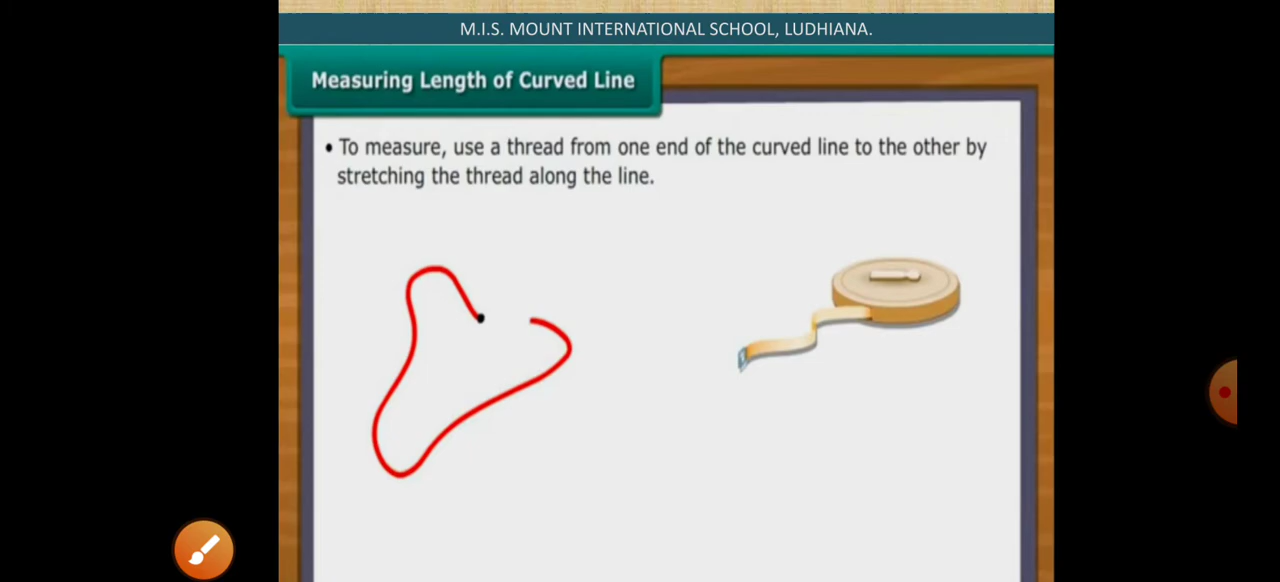 M.I.S. MOUNT INTERNATIONAL SCHOOL, LUDHIANA.
Measuring Length of Curved Line
• To measure, use a thread from one end of the curved line to the other by
stretching the thread along the line.